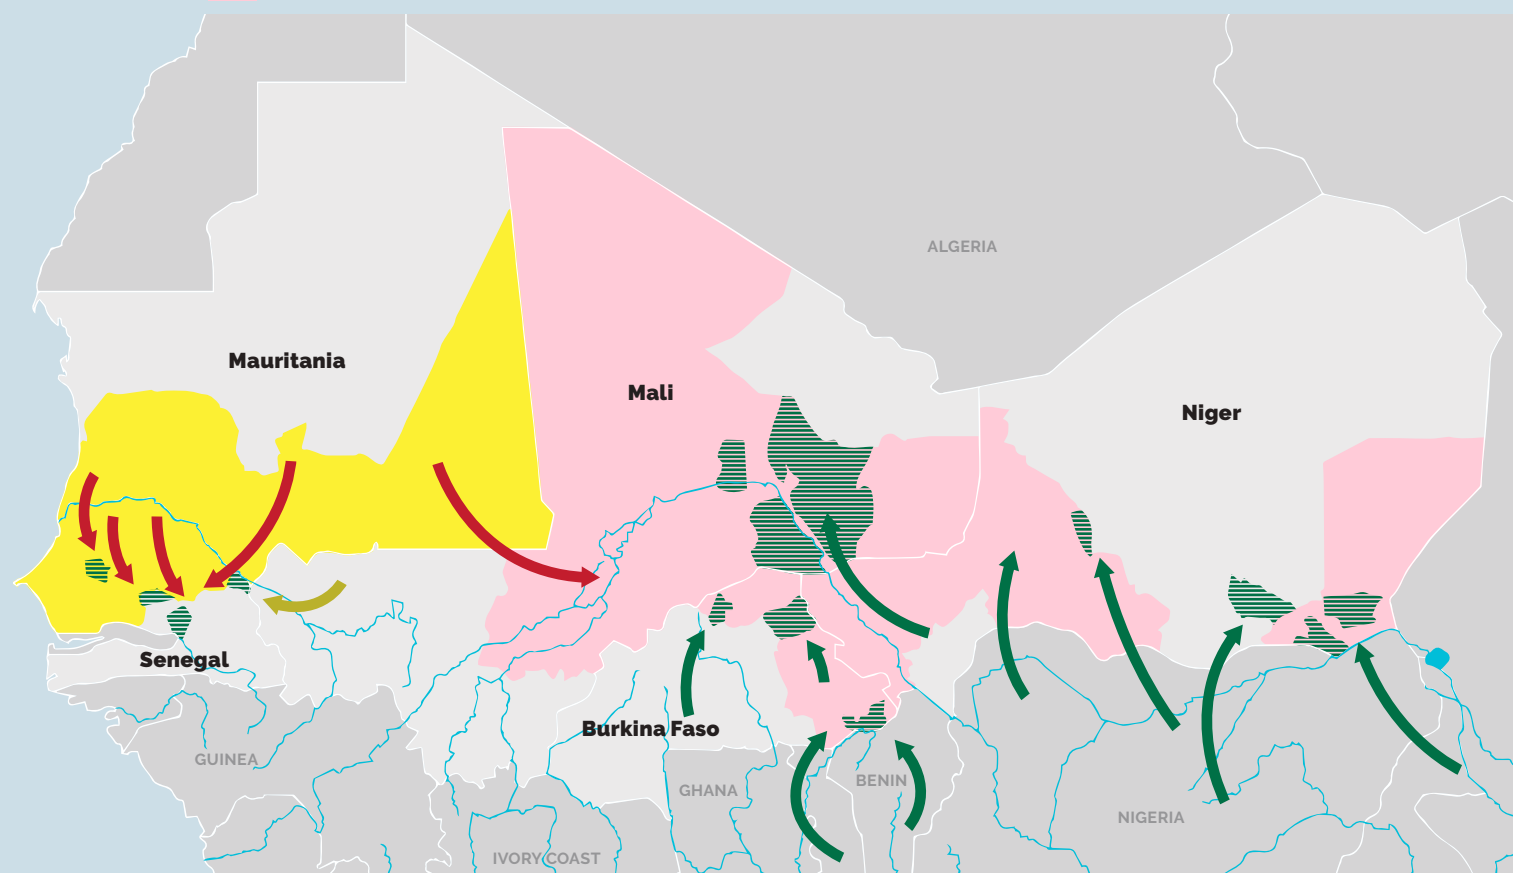 ALGERIA
Mauritania
Mali
Niger
Senegal
Burkina Faso
GUINEA
GHANA
BENIN
NIGERIA
IVORY COAST